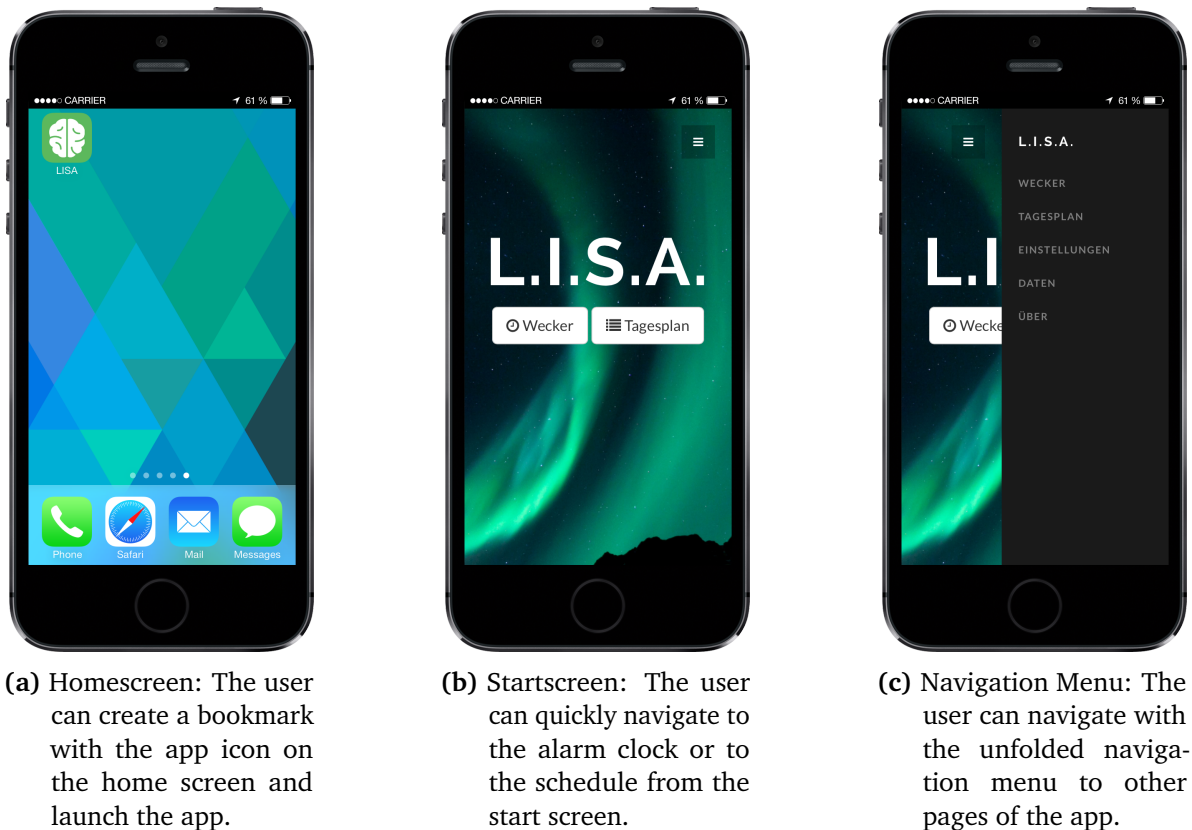 ●●●●○ CARRIER 61 %
LISA
Phone Safari Mail Messages
(a) Homescreen: The user
can create a bookmark
with the app icon on
the home screen and
launch the app.
●●●●○ CARRIER 61 %
L.I.S.A.
Wecker Tagesplan
(b) Startscreen: The user
can quickly navigate to
the alarm clock or to
the schedule from the
start screen.
●●●●○ CARRIER 61 %
L.I.S.A.
WECKER
TAGESPLAN
EINSTELLUNGEN
DATEN
ÜBER
L.I
Wecke
(c) Navigation Menu: The
user can navigate with
the unfolded naviga-
tion menu to other
pages of the app.